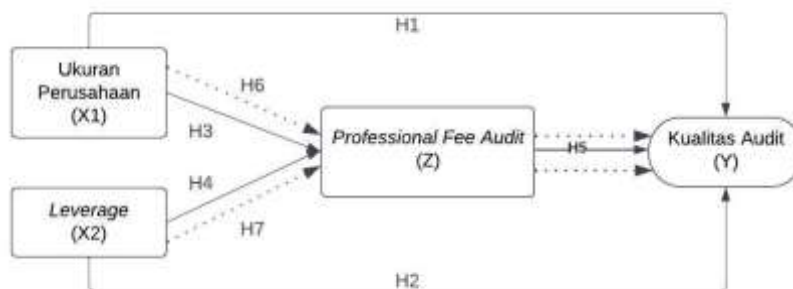 H1
Ukuran
Perusahaan
(X1)
H6
H3
Professional Fee Audit
(Z)
H5
Kualitas Audit
(Y)
H4
Leverage
(X2)
H7
H2